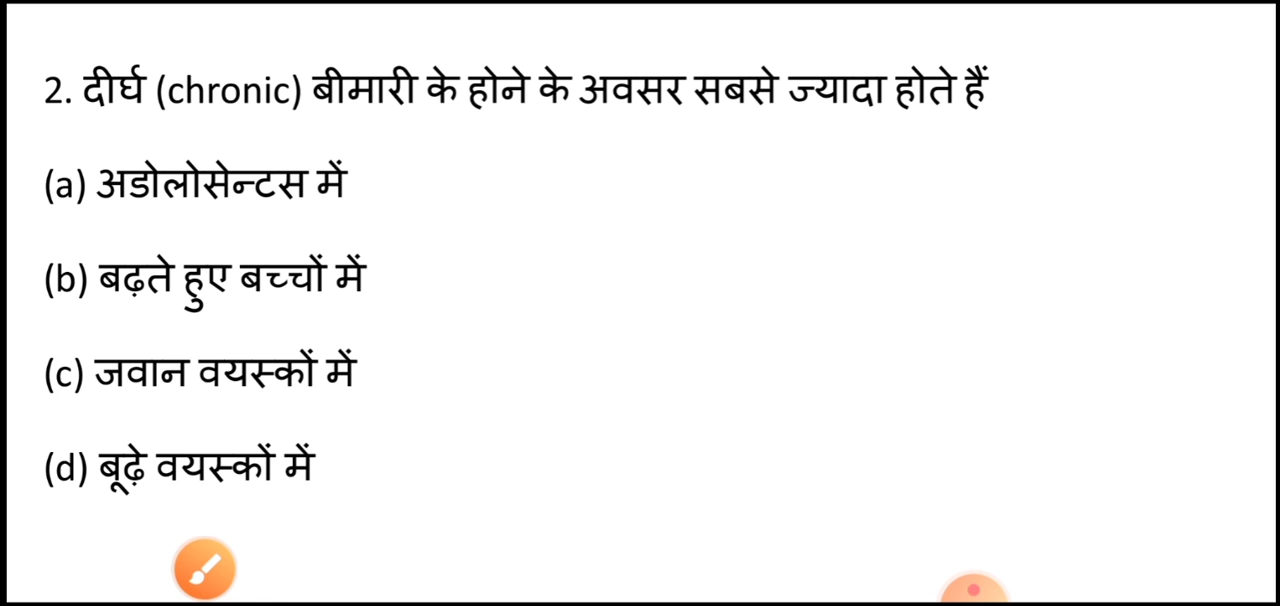 2. दीर्घ (chronic) बीमारी के होने के अवसर सबसे ज्यादा होते हैं
(a) अडोलोसेन्टस में
(b) बढ़ते हुए बच्चों में
(c) जवान वयस्कों में
(d) बूढ़े वयस्कों में